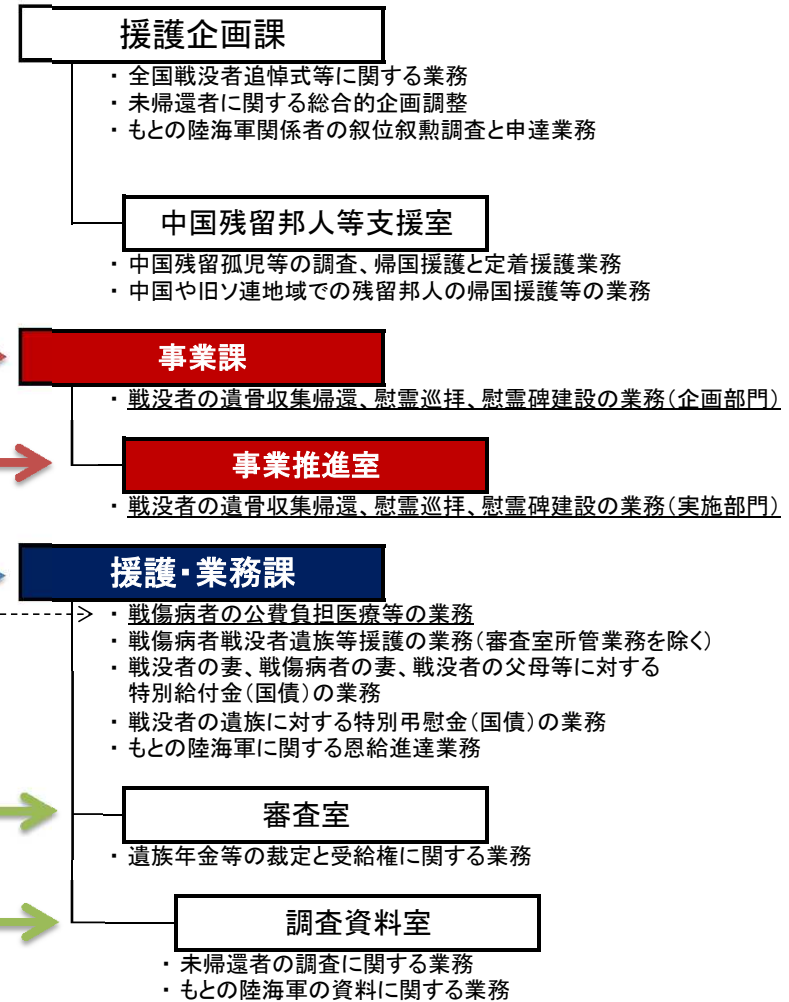 援護企画課
・ 全国戦没者追悼式等に関する業務
・ 未帰還者に関する総合的企画調整
・ もとの陸海軍関係者の叙位叙勲調査と申達業務
中国残留邦人等支援室
・ 中国残留孤児等の調査、帰国援護と定着援護業務
・ 中国や旧ソ連地域での残留邦人の帰国援護等の業務
事業課
・ 戦没者の遺骨収集帰還、慰霊巡拝、慰霊碑建設の業務(企画部門)
事業推進室
・ 戦没者の遺骨収集帰還、慰霊巡拝、慰霊碑建設の業務(実施部門)
援護・業務課
・ 戦傷病者の公費負担医療等の業務
・ 戦傷病者戦没者遺族等援護の業務(審査室所管業務を除く)
・ 戦没者の妻、戦傷病者の妻、戦没者の父母等に対する
特別給付金(国債)の業務
・ 戦没者の遺族に対する特別弔慰金(国債)の業務
・ もとの陸海軍に関する恩給進達業務
審査室
・ 遺族年金等の裁定と受給権に関する業務
調査資料室
・ 未帰還者の調査に関する業務
・ もとの陸海軍の資料に関する業務